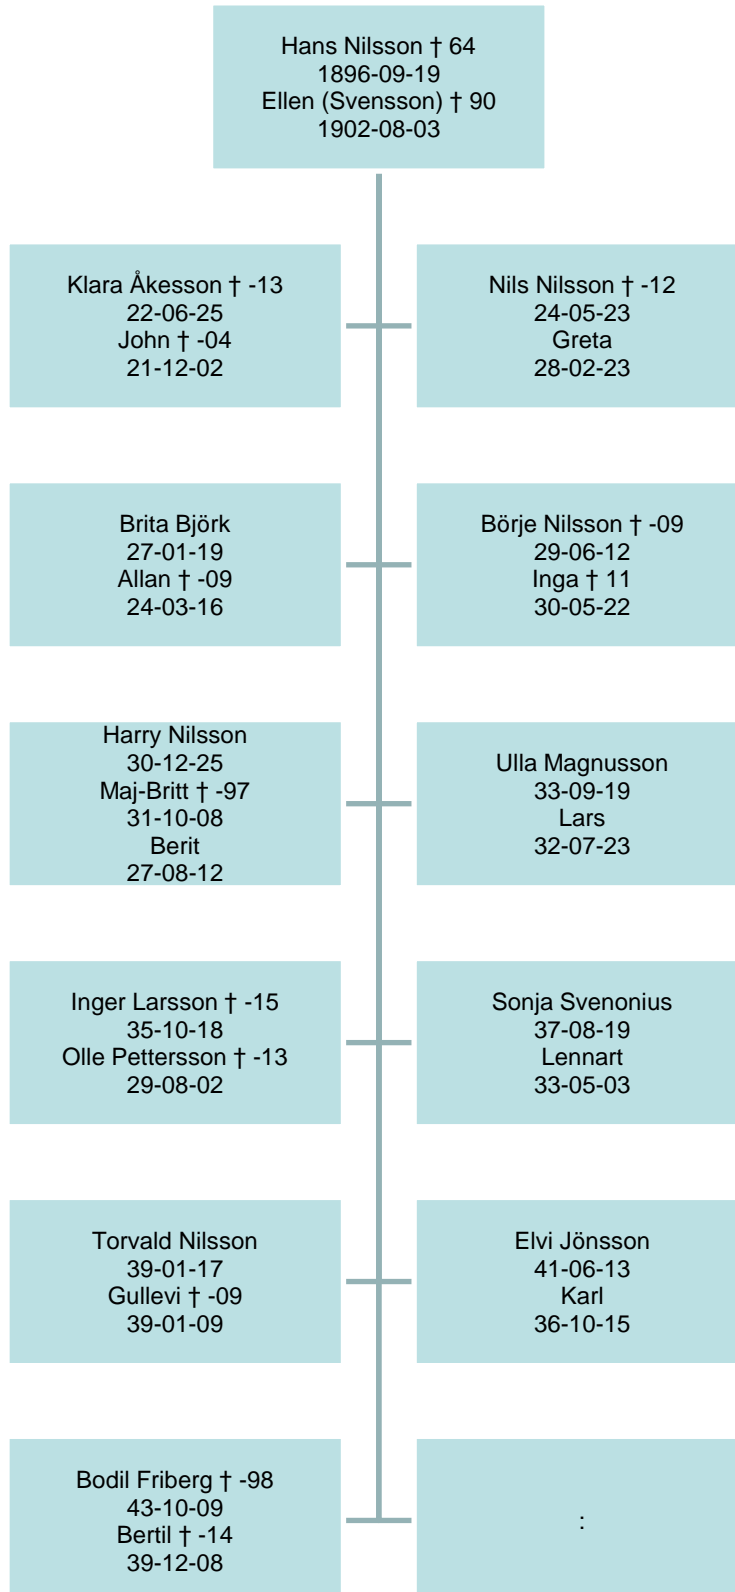 Hans Nilsson † 64
1896-09-19
Ellen (Svensson) † 90
1902-08-03
Klara Åkesson † -13
22-06-25
John † -04
21-12-02
Nils Nilsson † -12
24-05-23
Greta
28-02-23
Brita Björk
27-01-19
Allan † -09
24-03-16
Börje Nilsson † -09
29-06-12
Inga † 11
30-05-22
Harry Nilsson
30-12-25
Maj-Britt † -97
31-10-08
Berit
27-08-12
Ulla Magnusson
33-09-19
Lars
32-07-23
Inger Larsson † -15
35-10-18
Olle Pettersson † -13
29-08-02
Sonja Svenonius
37-08-19
Lennart
33-05-03
Torvald Nilsson
39-01-17
Gullevi † -09
39-01-09
Elvi Jönsson
41-06-13
Karl
36-10-15
Bodil Friberg † -98
43-10-09
Bertil † -14
39-12-08
: